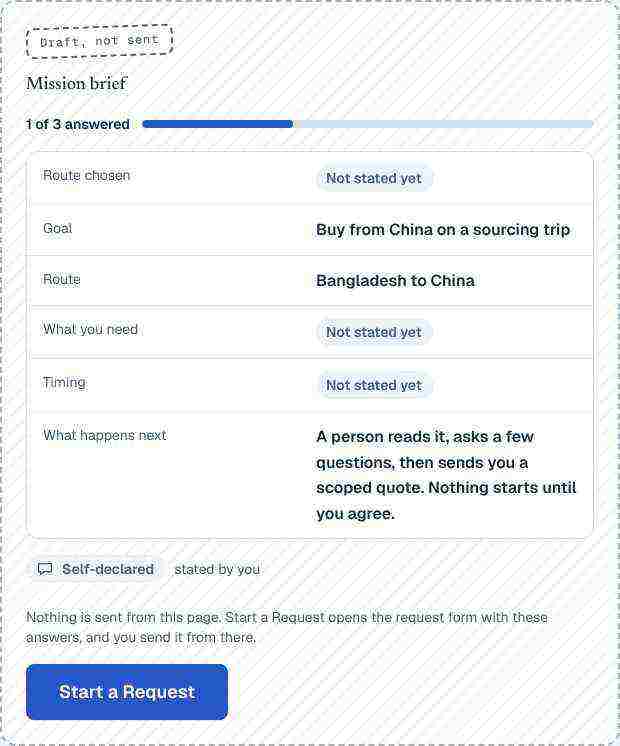 Draft, not sent
Mission brief
1 of 3 answered
Route chosen
Not stated yet
Goal
Buy from China on a sourcing trip
Route
Bangladesh to China
What you need
Not stated yet
Timing
Not stated yet
What happens next
A person reads it, asks a few
questions, then sends you a
scoped quote. Nothing starts until
you agree.
Self-declared
stated by you
Nothing is sent from this page. Start a Request opens the request form with these
answers, and you send it from there.
Start a Request